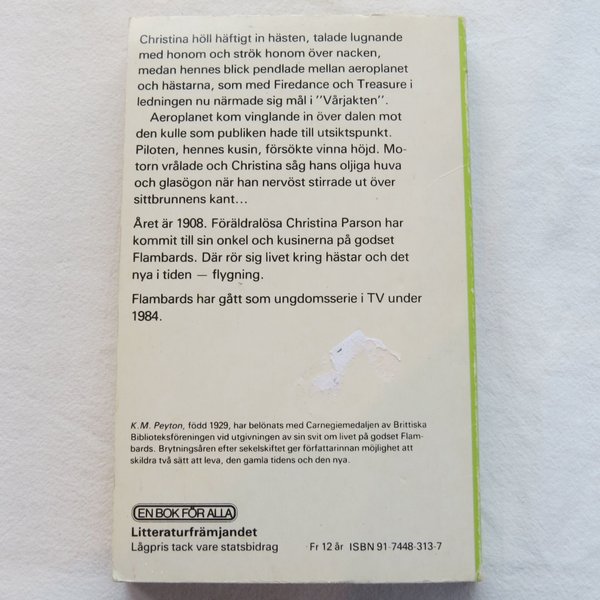 Christina höll häftigt in hästen, talade lugnande
med honom och strök honom över nacken,
medan hennes blick pendlade mellan aeroplanet
och hästarna, som med Firedance och Treasure i
ledningen nu närmade sig mål i ''Vårjakten''.
Aeroplanet kom vinglande in över dalen mot
den kulle som publiken hade till utsiktspunkt.
Piloten, hennes kusin, försökte vinna höjd. Mo-
torn vrålade och Christina såg hans oljiga huva
och glasögon när han nervöst stirrade ut över
sittbrunnens kant...
Året är 1908. Föräldralösa Christina Parson har
kommit till sin onkel och kusinerna på godset
Flambards. Där rör sig livet kring hästar och det
nya i tiden — flygning.
Flambards har gått som ungdomsserie i TV under
1984.
K.M. Peyton, född 1929, har belönats med Carnegiemedaljen av Brittiska
Biblioteksföreningen vid utgivningen av sin svit om livet på godset Flam-
bards. Brytningsåren efter sekelskiftet ger författarinnan möjlighet att
skildra två sätt att leva, den gamla tidens och den nya.
EN BOK FÖR ALLA
Litteraturfrämjandet
Lågpris tack vare statsbidrag Fr 12 år ISBN 91-7448-313-7